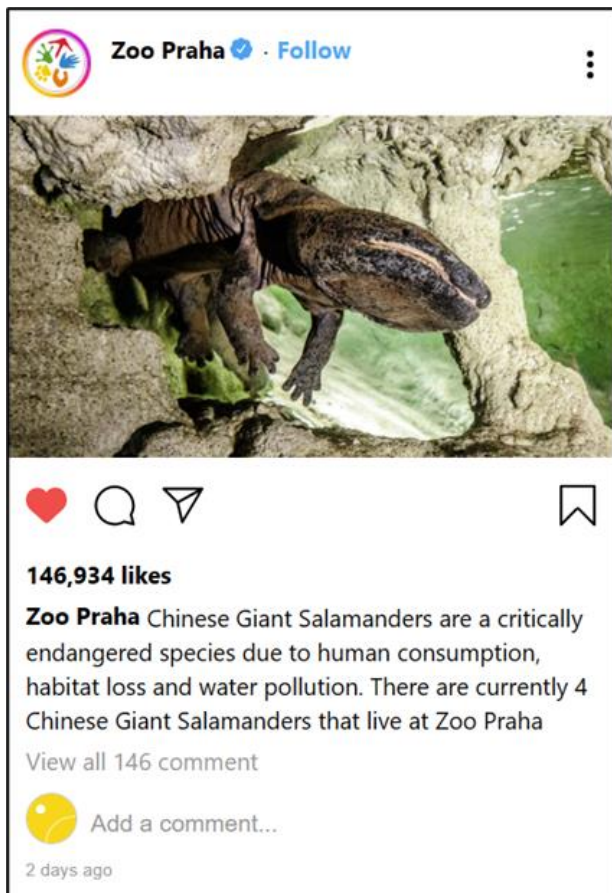 Zoo Praha · Follow
146,934 likes
Zoo Praha Chinese Giant Salamanders are a critically
endangered species due to human consumption,
habitat loss and water pollution. There are currently 4
Chinese Giant Salamanders that live at Zoo Praha
View all 146 comment
Add a comment...
2 days ago